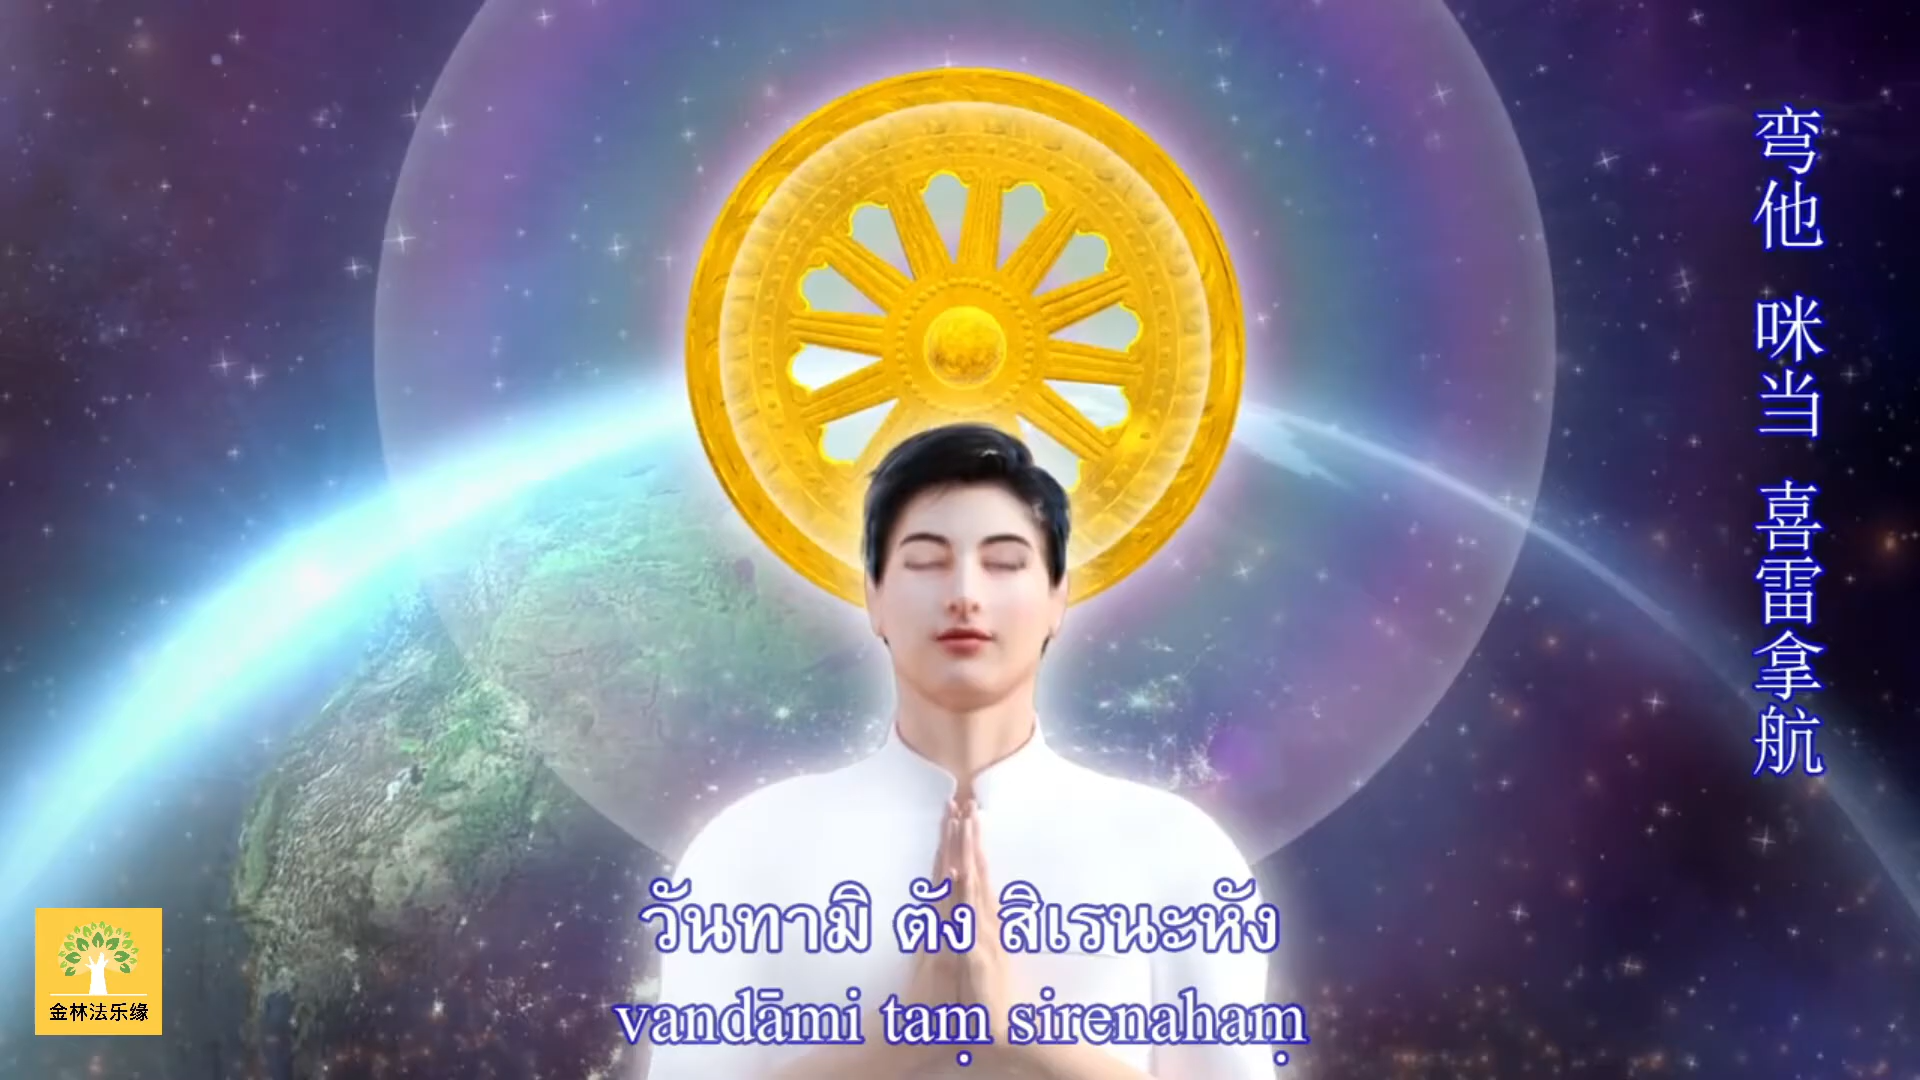 弯他 咪当 喜雷拿航
วันทามิ ตัง สิเรนะหัง
vandāmi taṃ sirenahaṃ
金林法乐缘